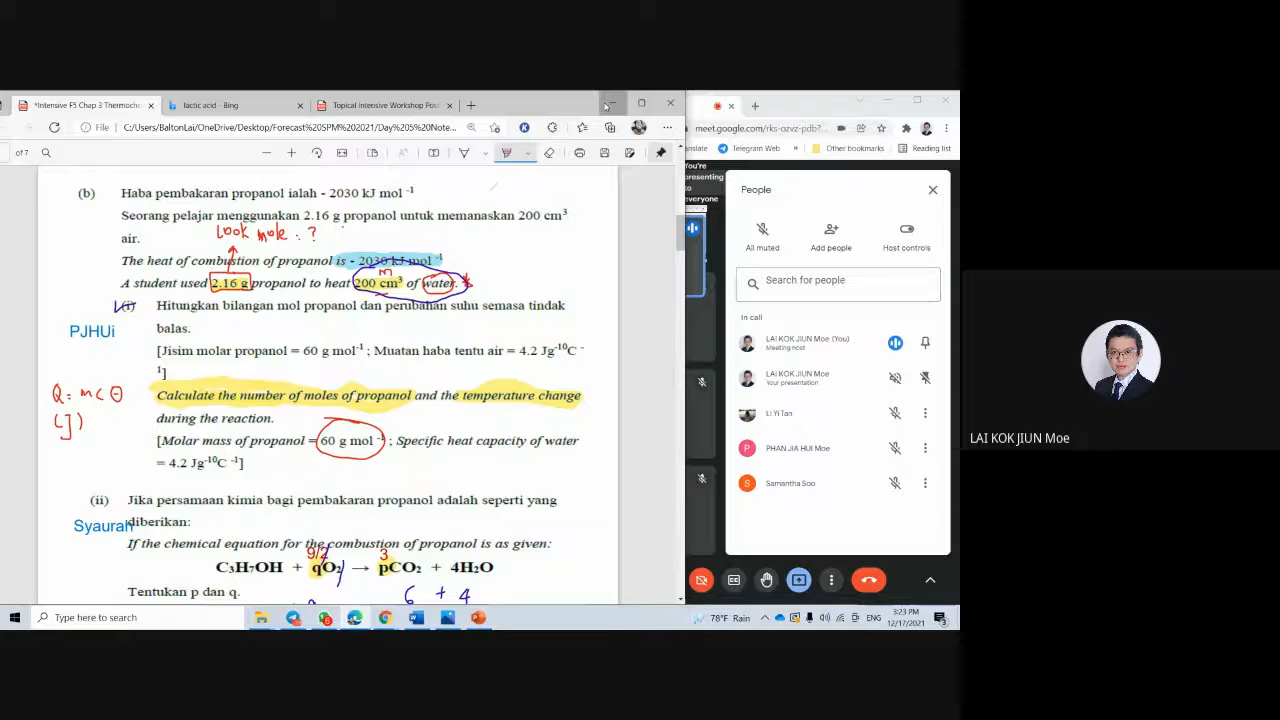 *Intensive F5 Chap 3 Thermoche
lactic acid - Bing
Topical Intensive Workshop Pos
File
C:/Users/BaltonLai/OneDrive/Desktop/Forecast%20SPM%202021/Day%205%20Note...
of 7
(b) Haba pembakaran propanol ialah - 2030 kJ mol -1
Seorang pelajar menggunakan 2.16 g propanol untuk memanaskan 200 cm3
air.
Look mole : ?
The heat of combustion of propanol is - 2030 kJ mol -1
m
A student used 2.16 g propanol to heat 200 cm3 of water.
(i) Hitungkan bilangan mol propanol dan perubahan suhu semasa tindak
balas.
PJHUi
[Jisim molar propanol = 60 g mol-1 ; Muatan haba tentu air = 4.2 Jg-10C -
1]
Q = m c θ
(J)
Calculate the number of moles of propanol and the temperature change
during the reaction.
[Molar mass of propanol = 60 g mol -1 ; Specific heat capacity of water
= 4.2 Jg-10C -1]
(ii) Jika persamaan kimia bagi pembakaran propanol adalah seperti yang
Syaurah
diberikan:
If the chemical equation for the combustion of propanol is as given:
9/2 3
C3H7OH + qO2 → pCO2 + 4H2O
Tentukan p dan q.
6 + 4
Type here to search
meet.google.com/rks-ozvz-pdb?...
anslate
Telegram Web
»
Other bookmarks
Reading list
You're
presenting
to
everyone
People
All muted
Add people
Host controls
Search for people
In call
LAI KOK JIUN Moe (You)
Meeting host
LAI KOK JIUN Moe
Your presentation
Li Yi Tan
PHAN JIA HUI Moe
Samantha Soo
78°F Rain
ENG
3:23 PM
12/17/2021
LAI KOK JIUN Moe